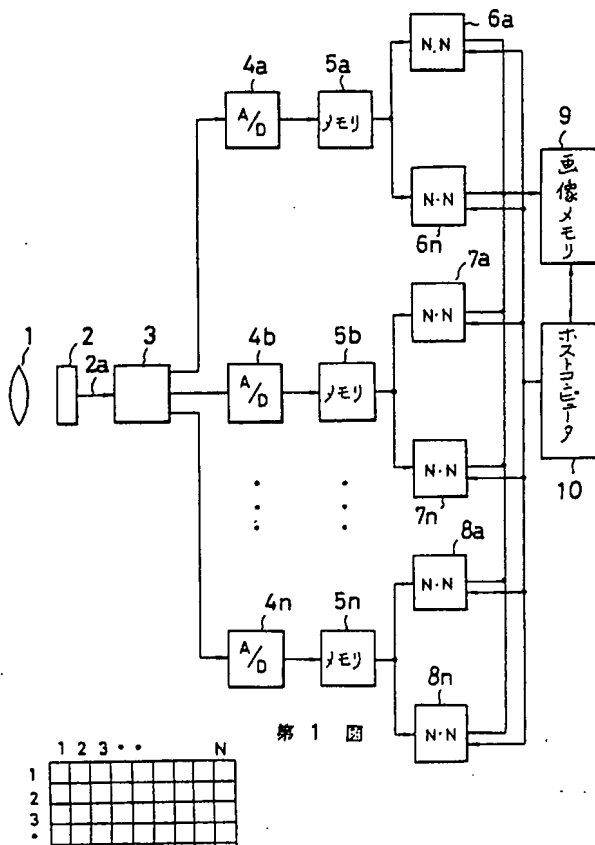 6a
N.N
4a
5a
A/D
メモリ
9
画像メモリ
N·N
6n
7a
N·N
1
2
2a
3
4b
5b
A/D
メモリ
ホストコンピュータ
10
N·N
7n
8a
N·N
4n
5n
A/D
メモリ
8n
N·N
第 1 図
1 2 3 • • N
1
2
3
•